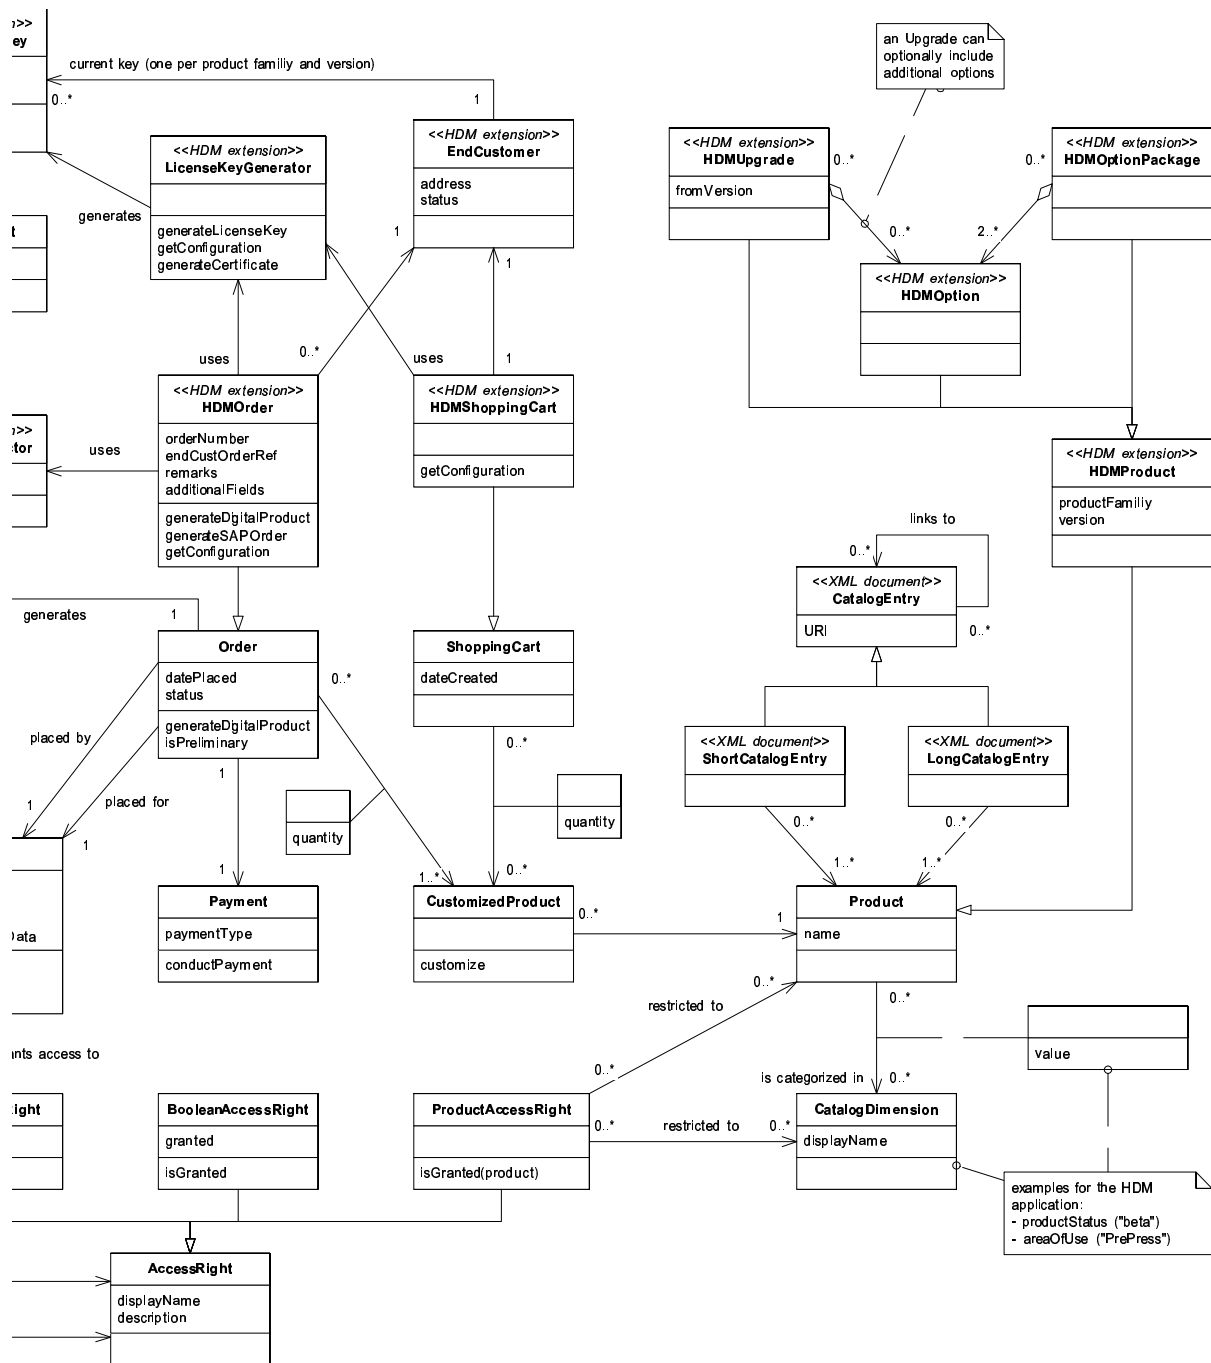 n>>
ey
current key (one per product familiy and version)
0..*
1
an Upgrade can
optionally include
additional options
<<HDM extension>>
LicenseKeyGenerator
generateLicenseKey
getConfiguration
generateCertificate
generates
<<HDM extension>>
EndCustomer
address
status
<<HDM extension>>
HDMUpgrade
fromVersion
0..*
0..*
<<HDM extension>>
HDMOptionPackage
t
1
1
0..*
2..*
<<HDM extension>>
HDMOption
uses
0..*
uses
1
<<HDM extension>>
HDMOrder
orderNumber
endCustOrderRef
remarks
additionalFields
generateDigitalProduct
generateSAPOrder
getConfiguration
<<HDM extension>>
HDMShoppingCart
getConfiguration
n>>
ctor
uses
<<HDM extension>>
HDMProduct
productFamiliy
version
links to
0..*
<<XML document>>
CatalogEntry
URI
0..*
generates
1
Order
datePlaced
status
generateDigitalProduct
isPreliminary
0..*
ShoppingCart
dateCreated
placed by
placed for
1
1
1
0..*
<<XML document>>
ShortCatalogEntry
<<XML document>>
LongCatalogEntry
quantity
quantity
0..*
0..*
1..*
1..*
1
1..*
0..*
Payment
paymentType
conductPayment
CustomizedProduct
customize
0..*
1
Product
name
Data
restricted to
0..*
0..*
0..*
value
ants access to
is categorized in
0..*
ight
BooleanAccessRight
granted
isGranted
ProductAccessRight
isGranted(product)
0..*
restricted to
0..*
CatalogDimension
displayName
examples for the HDM
application:
- productStatus ("beta")
- areaOfUse ("PrePress")
AccessRight
displayName
description